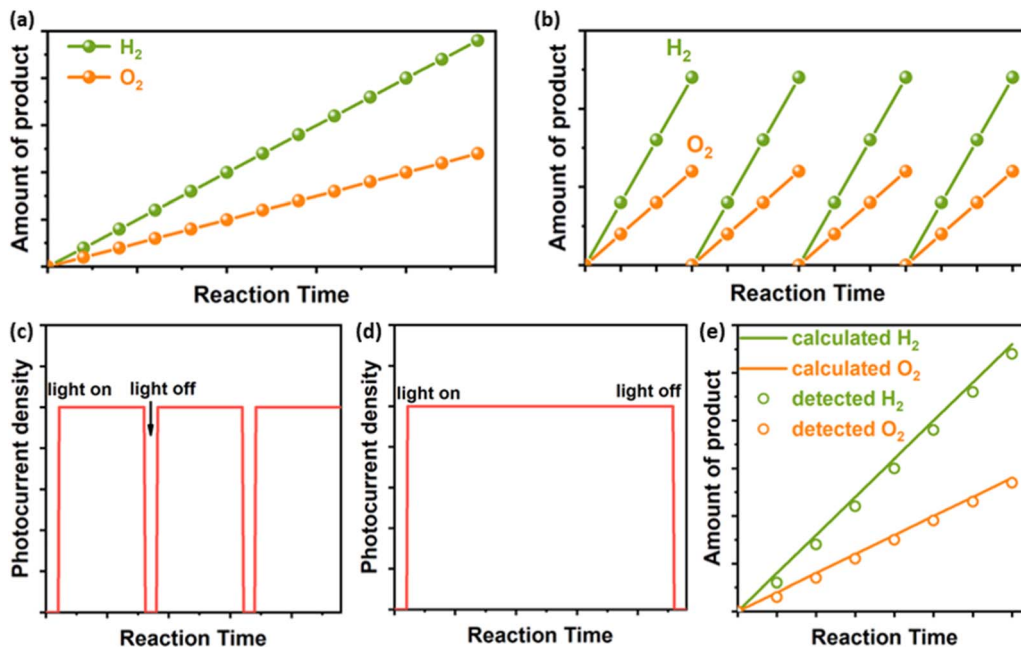 (a)
H₂
O₂
Amount of product
Reaction Time
(b)
H₂
O₂
Amount of product
Reaction Time
(c)
light on
light off
Photocurrent density
Reaction Time
(d)
light on
light off
Photocurrent density
Reaction Time
(e)
calculated H₂
calculated O₂
detected H₂
detected O₂
Amount of product
Reaction Time